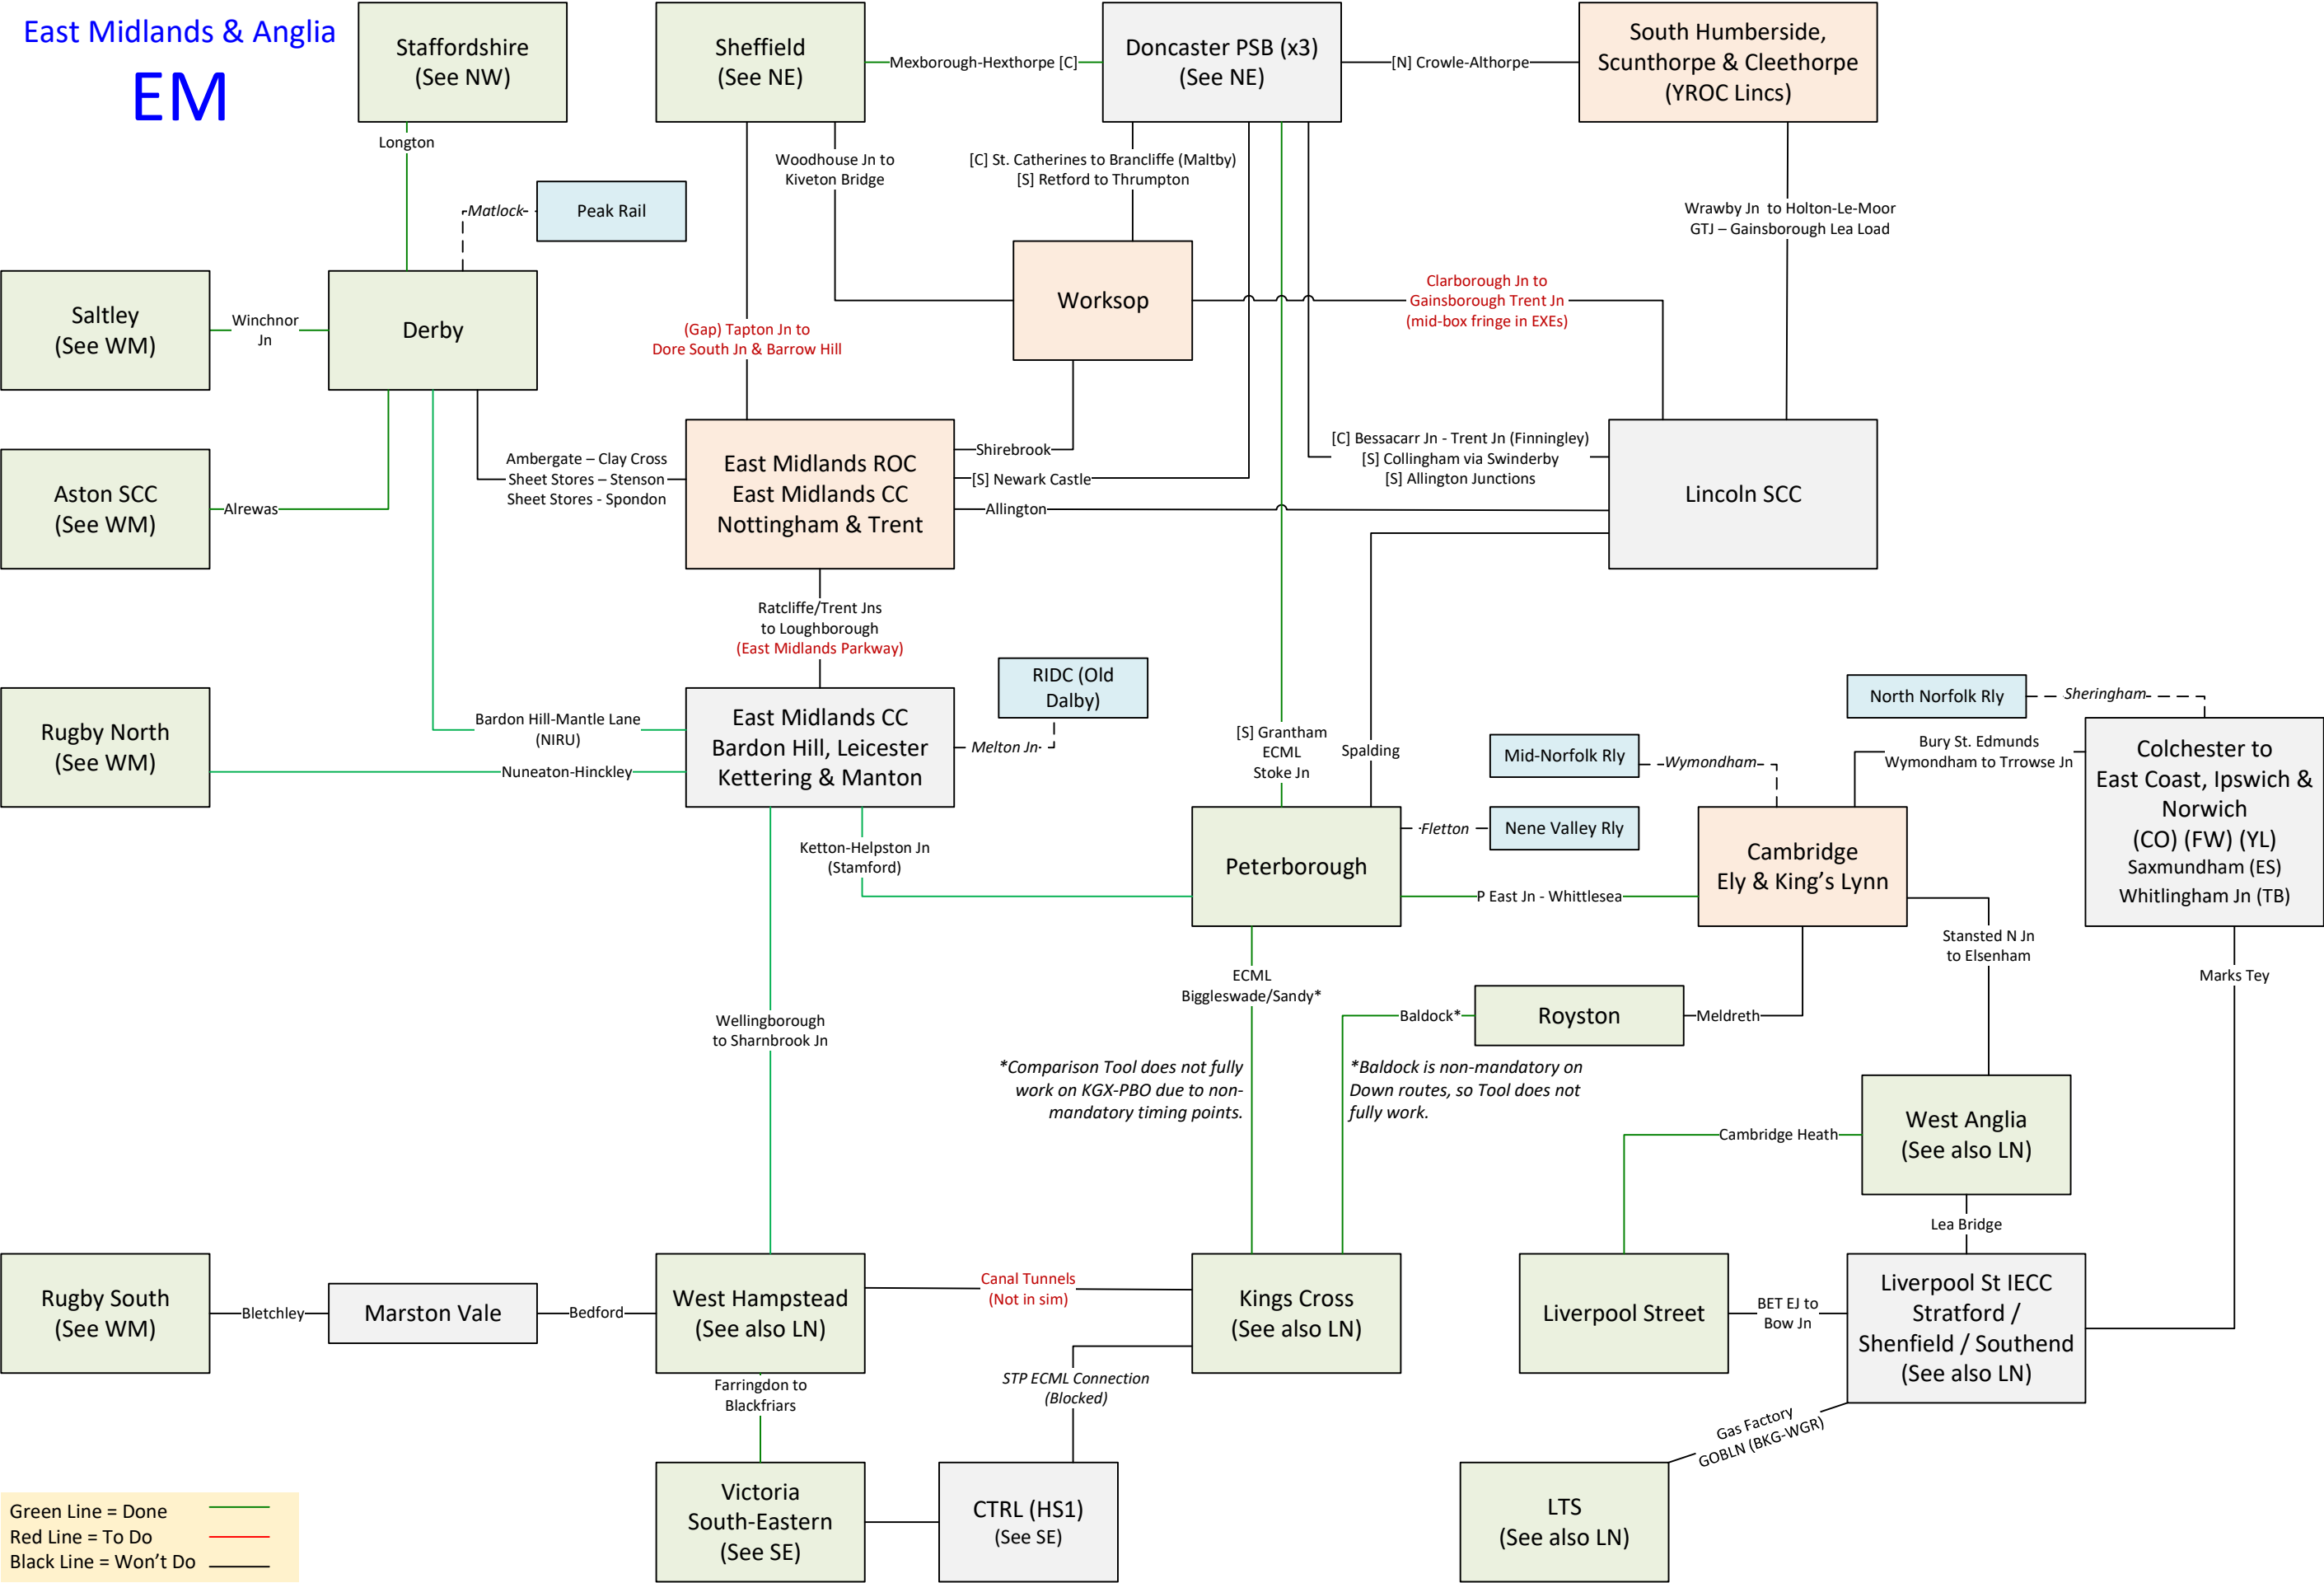 East Midlands & Anglia
EM
Staffordshire
(See NW)
Sheffield
(See NE)
Mexborough-Hexthorpe [C]
Doncaster PSB (x3)
(See NE)
[N] Crowle-Althorpe
South Humberside,
Scunthorpe & Cleethorpe
(YROC Lincs)
Longton
Woodhouse Jn to
Kiveton Bridge
[C] St. Catherines to Brancliffe (Maltby)
[S] Retford to Thrumpton
Matlock
Peak Rail
Wrawby Jn  to Holton-Le-Moor
GTJ – Gainsborough Lea Load
Saltley
(See WM)
Winchnor
Jn
Derby
(Gap) Tapton Jn to
Dore South Jn & Barrow Hill
Worksop
Clarborough Jn to
Gainsborough Trent Jn
(mid-box fringe in EXEs)
Aston SCC
(See WM)
Alrewas
Ambergate – Clay Cross
Sheet Stores – Stenson
Sheet Stores - Spondon
East Midlands ROC
East Midlands CC
Nottingham & Trent
Shirebrook
[S] Newark Castle
Allington
[C] Bessacarr Jn - Trent Jn (Finningley)
[S] Collingham via Swinderby
[S] Allington Junctions
Lincoln SCC
Ratcliffe/Trent Jns
to Loughborough
(East Midlands Parkway)
Rugby North
(See WM)
Bardon Hill-Mantle Lane
(NIRU)
Nuneaton-Hinckley
East Midlands CC
Bardon Hill, Leicester
Kettering & Manton
RIDC (Old
Dalby)
Melton Jn
[S] Grantham
ECML
Stoke Jn
Spalding
Mid-Norfolk Rly
Wymondham
North Norfolk Rly
Sheringham
Bury St. Edmunds
Wymondham to Trrowse Jn
Colchester to
East Coast, Ipswich &
Norwich
(CO) (FW) (YL)
Saxmundham (ES)
Whitlingham Jn (TB)
Ketton-Helpston Jn
(Stamford)
Peterborough
Fletton
Nene Valley Rly
P East Jn - Whittlesea
Cambridge
Ely & King's Lynn
Stansted N Jn
to Elsenham
Marks Tey
ECML
Biggleswade/Sandy*
Wellingborough
to Sharnbrook Jn
Baldock*
Royston
Meldreth
*Comparison Tool does not fully
work on KGX-PBO due to non-
mandatory timing points.
*Baldock is non-mandatory on
Down routes, so Tool does not
fully work.
Cambridge Heath
West Anglia
(See also LN)
Lea Bridge
Rugby South
(See WM)
Bletchley
Marston Vale
Bedford
West Hampstead
(See also LN)
Canal Tunnels
(Not in sim)
Kings Cross
(See also LN)
Liverpool Street
BET EJ to
Bow Jn
Liverpool St IECC
Stratford /
Shenfield / Southend
(See also LN)
Farringdon to
Blackfriars
STP ECML Connection
(Blocked)
Gas Factory
GOBLN (BKG-WGR)
Victoria
South-Eastern
(See SE)
CTRL (HS1)
(See SE)
LTS
(See also LN)
Green Line = Done
Red Line = To Do
Black Line = Won't Do